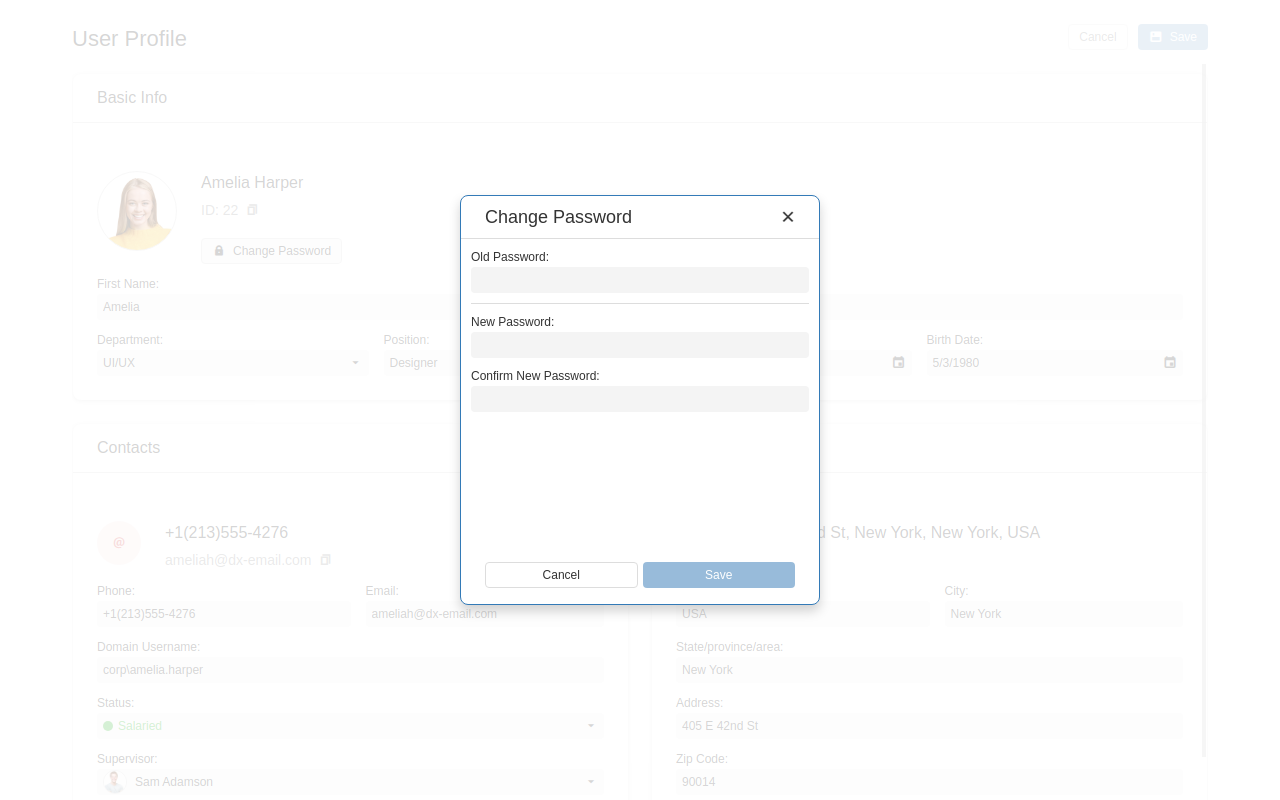 User Profile
Cancel
Save
Basic Info
Amelia Harper
ID: 22
Change Password
First Name:
Amelia
Department:
UI/UX
Position:
Designer
Birth Date:
5/3/1980
Change Password
Old Password:
New Password:
Confirm New Password:
Cancel
Save
Contacts
+1(213)555-4276
ameliah@dx-email.com
Phone:
+1(213)555-4276
Email:
ameliah@dx-email.com
Domain Username:
corp\amelia.harper
Status:
Salaried
Supervisor:
Sam Adamson
d St, New York, New York, USA
USA
City:
New York
State/province/area:
New York
Address:
405 E 42nd St
Zip Code:
90014